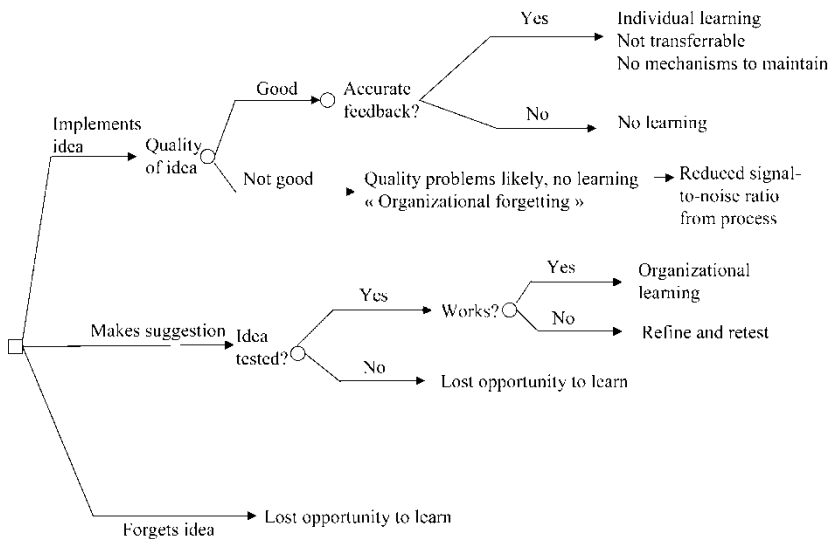 Yes
Individual learning
Not transferrable
No mechanisms to maintain
Good
Accurate
feedback?
No
No learning
Implements
idea
Quality
of idea
Not good
Quality problems likely, no learning
« Organizational forgetting »
Reduced signal-
to-noise ratio
from process
Makes suggestion
Idea
tested?
Yes
Works?
Yes
Organizational
learning
No
Refine and retest
No
Lost opportunity to learn
Forgets idea
Lost opportunity to learn